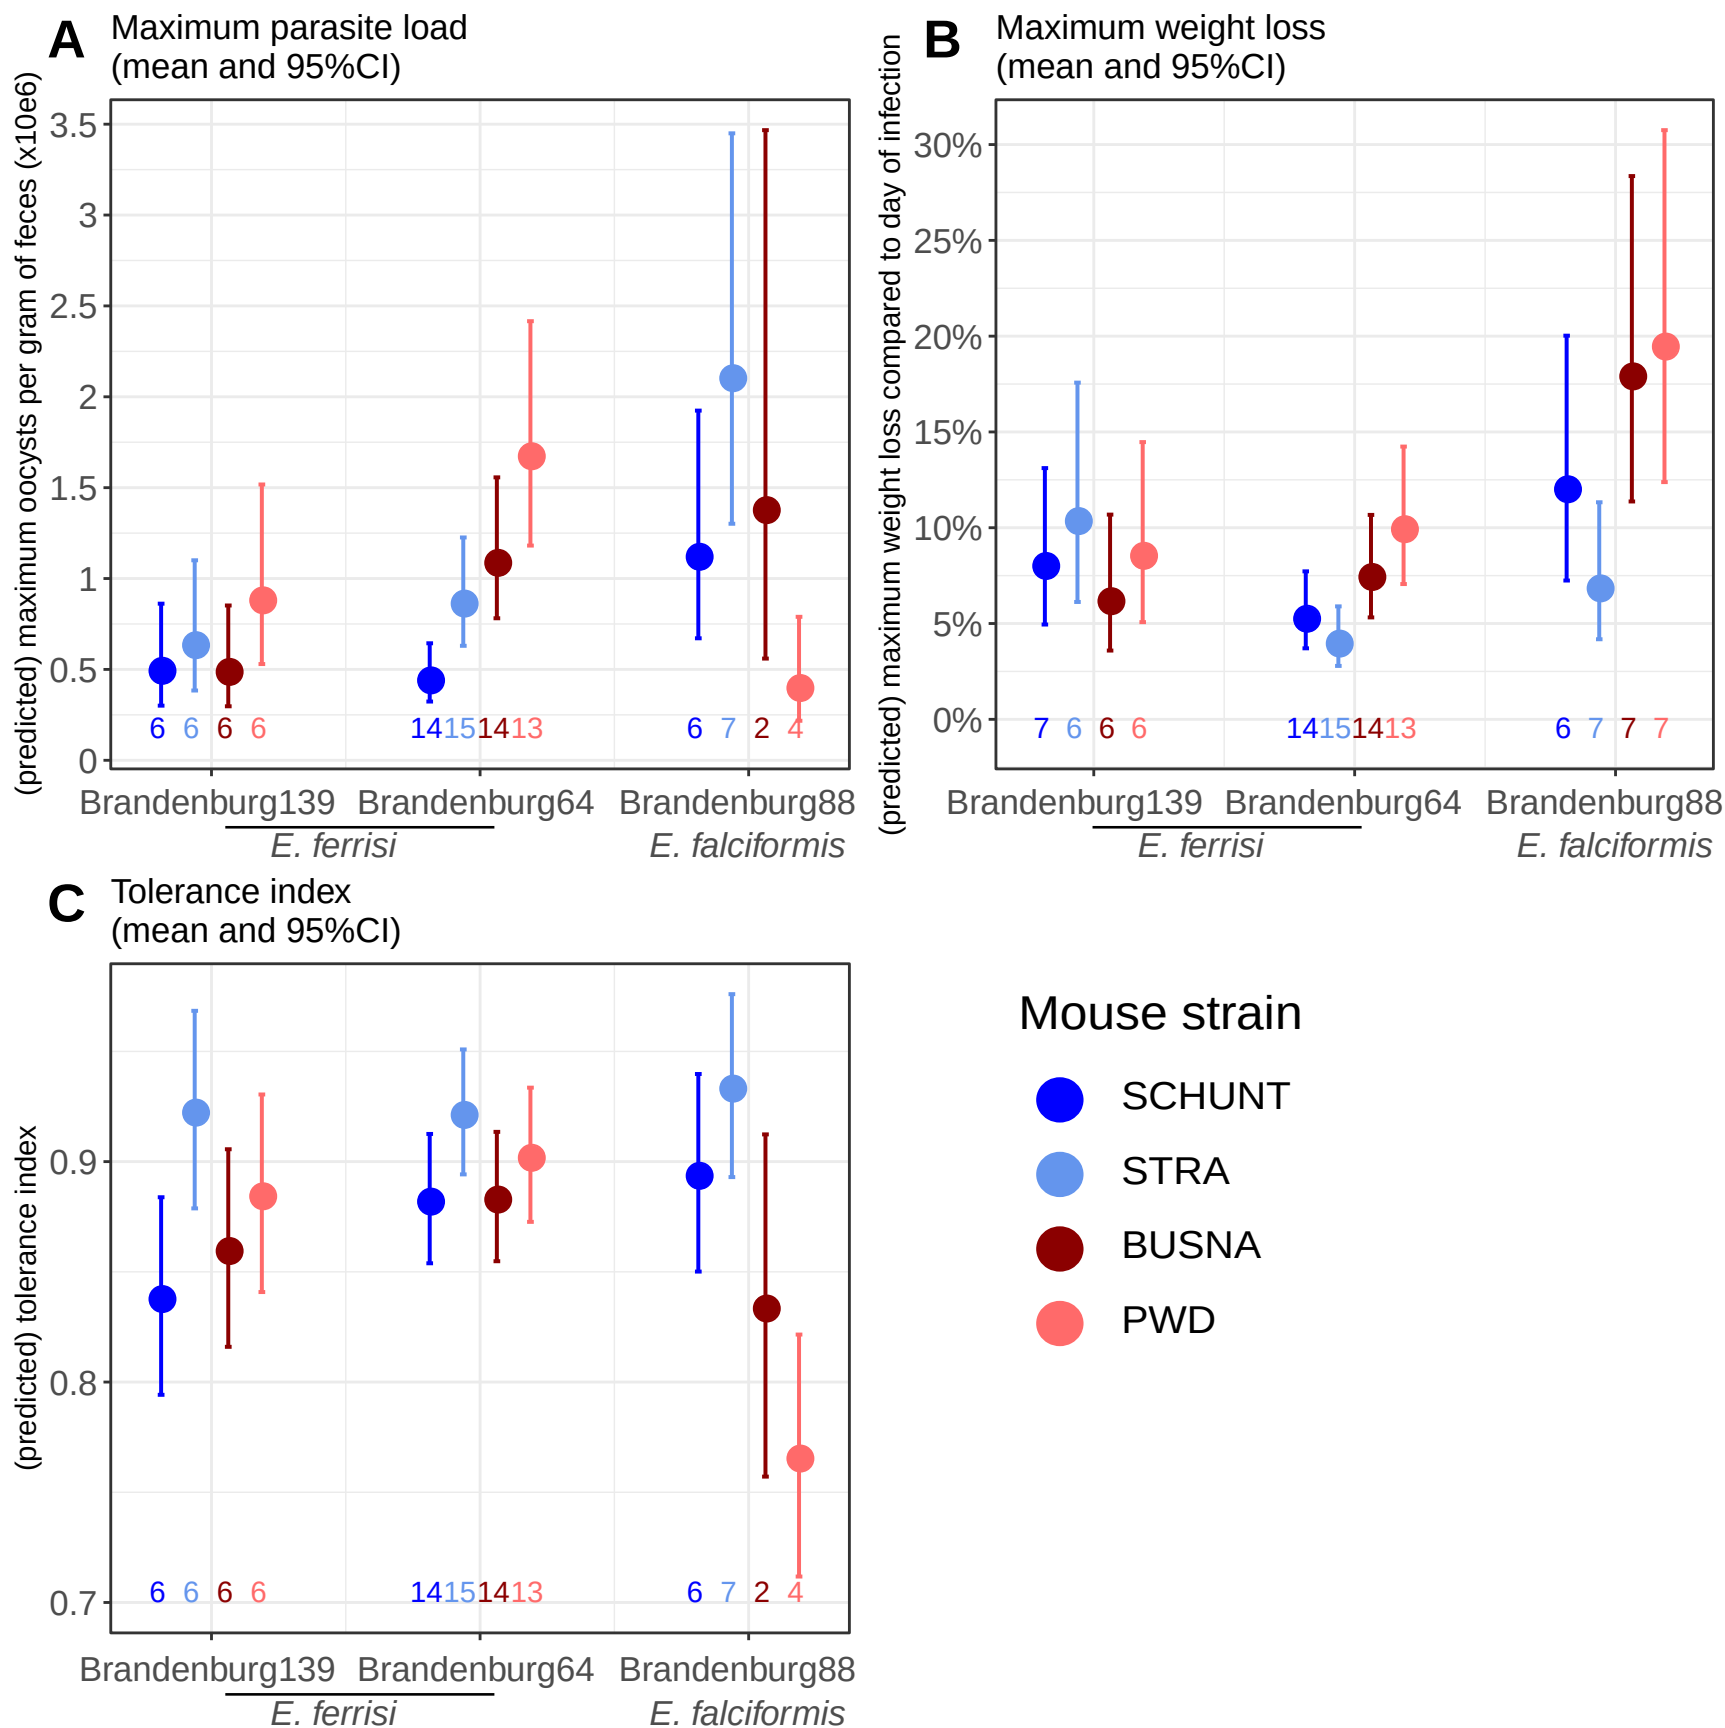 A
Maximum parasite load
(mean and 95%CI)
(predicted) maximum oocysts per gram of feces (x10e6)
3.5
3
2.5
2
1.5
1
0.5
0
6 6 6 6 14 15 14 13 6 7 2 4
Brandenburg139 Brandenburg64 Brandenburg88
E. ferrisi E. falciformis
B
Maximum weight loss
(mean and 95%CI)
(predicted) maximum weight loss compared to day of infection
30%
25%
20%
15%
10%
5%
0%
7 6 6 6 14 15 14 13 6 7 7 7
Brandenburg139 Brandenburg64 Brandenburg88
E. ferrisi E. falciformis
C
Tolerance index
(mean and 95%CI)
(predicted) tolerance index
0.9
0.8
0.7
6 6 6 6 14 15 14 13 6 7 2 4
Brandenburg139 Brandenburg64 Brandenburg88
E. ferrisi E. falciformis
Mouse strain
SCHUNT
STRA
BUSNA
PWD